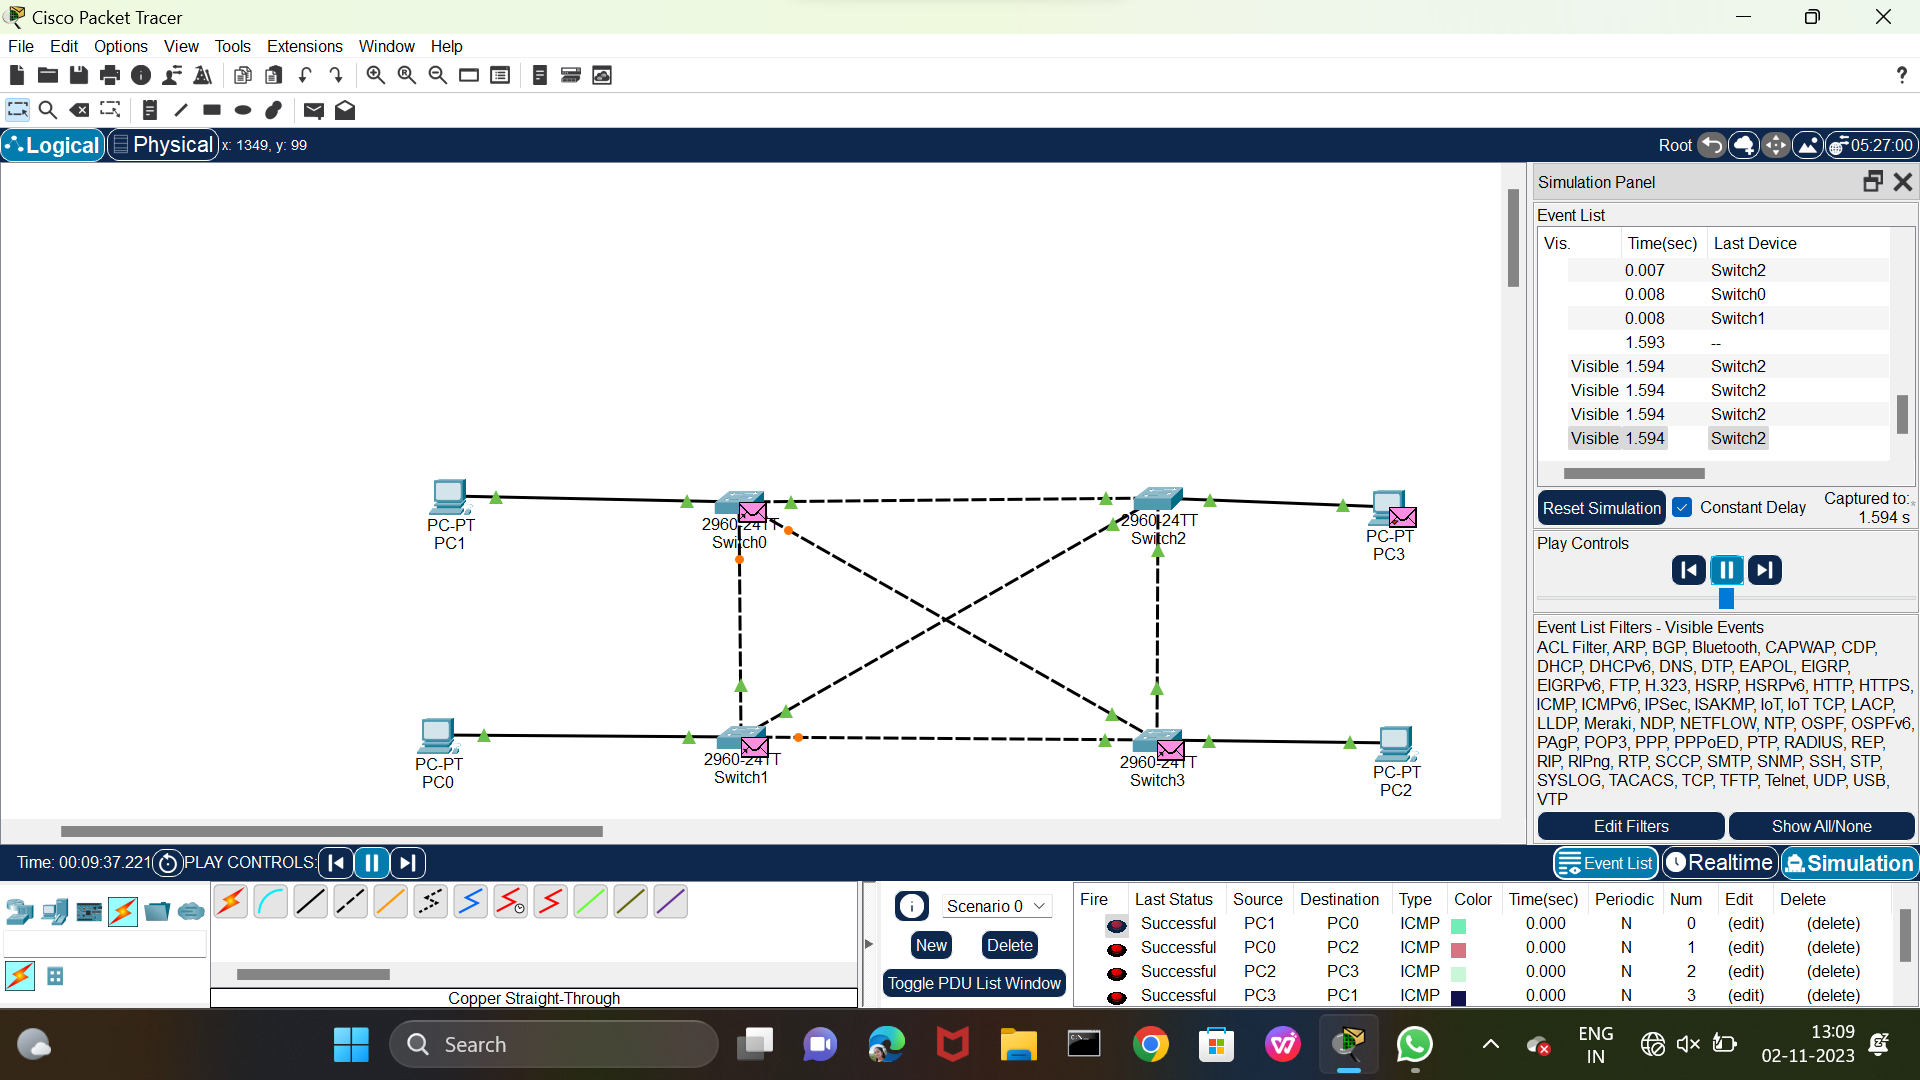 Cisco Packet Tracer
File Edit Options View Tools Extensions Window Help
?
Logical Physical x: 1349, y: 99 Root 05:27:00
Simulation Panel
Event List
Vis. Time(sec) Last Device
0.007 Switch2
0.008 Switch0
0.008 Switch1
1.593 --
Visible 1.594 Switch2
Visible 1.594 Switch2
Visible 1.594 Switch2
Visible 1.594 Switch2
Reset Simulation Constant Delay Captured to:
1.594 s
Play Controls
Event List Filters - Visible Events
ACL Filter, ARP, BGP, Bluetooth, CAPWAP, CDP,
DHCP, DHCPv6, DNS, DTP, EAPOL, EIGRP,
EIGRPv6, FTP, H.323, HSRP, HSRPv6, HTTP, HTTPS,
ICMP, ICMPv6, IPSec, ISAKMP, IoT, IoT TCP, LACP,
LLDP, Meraki, NDP, NETFLOW, NTP, OSPF, OSPFv6,
PAgP, POP3, PPP, PPPoED, PTP, RADIUS, REP,
RIP, RIPng, RTP, SCCP, SMTP, SNMP, SSH, STP,
SYSLOG, TACACS, TCP, TFTP, Telnet, UDP, USB,
VTP
Edit Filters Show All/None
PC-PT
PC1
2960-24TT
Switch0
2960-24TT
Switch2
PC-PT
PC3
PC-PT
PC0
2960-24TT
Switch1
2960-24TT
Switch3
PC-PT
PC2
Time: 00:09:37.221 PLAY CONTROLS: Event List Realtime Simulation
Copper Straight-Through
Scenario 0
New Delete
Toggle PDU List Window
Fire Last Status Source Destination Type Color Time(sec) Periodic Num Edit Delete
Successful PC1 PC0 ICMP 0.000 N 0 (edit) (delete)
Successful PC0 PC2 ICMP 0.000 N 1 (edit) (delete)
Successful PC2 PC3 ICMP 0.000 N 2 (edit) (delete)
Successful PC3 PC1 ICMP 0.000 N 3 (edit) (delete)
Search
ENG
IN
13:09
02-11-2023